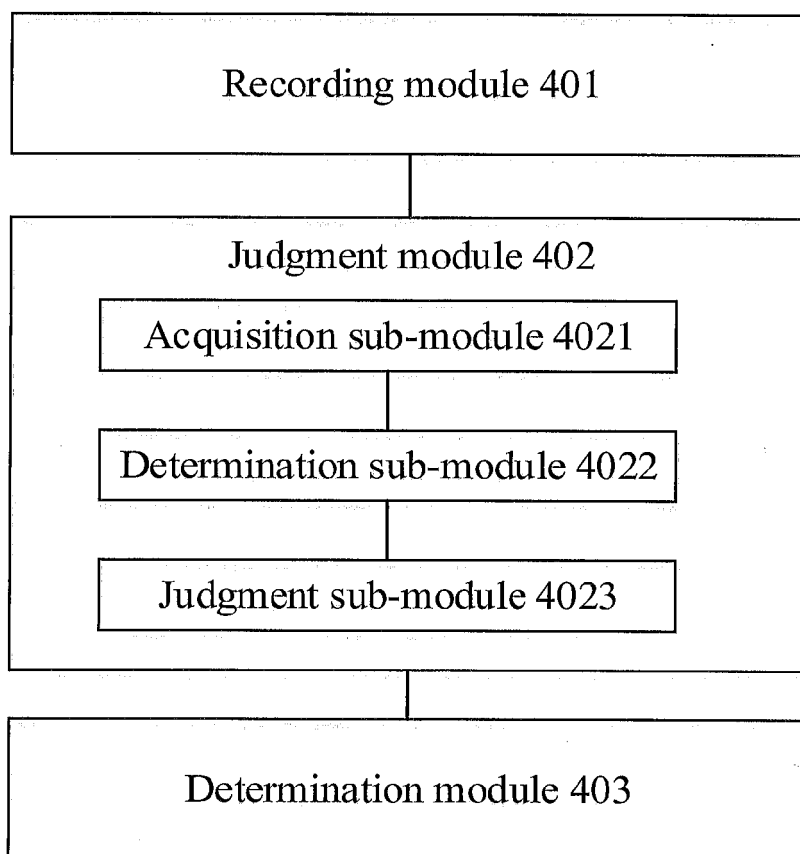 Recording module 401
Judgment module 402
Acquisition sub-module 4021
Determination sub-module 4022
Judgment sub-module 4023
Determination module 403